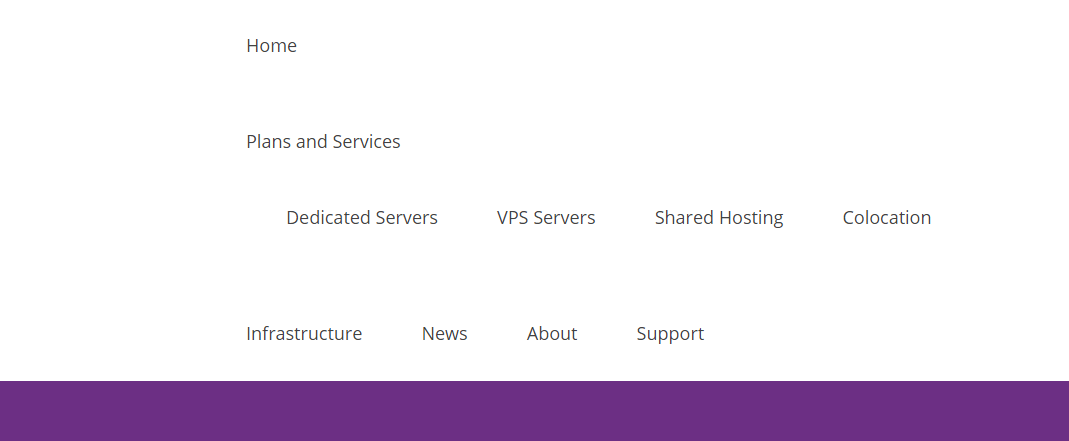 Home
Plans and Services
Dedicated Servers VPS Servers Shared Hosting Colocation
Infrastructure News About Support